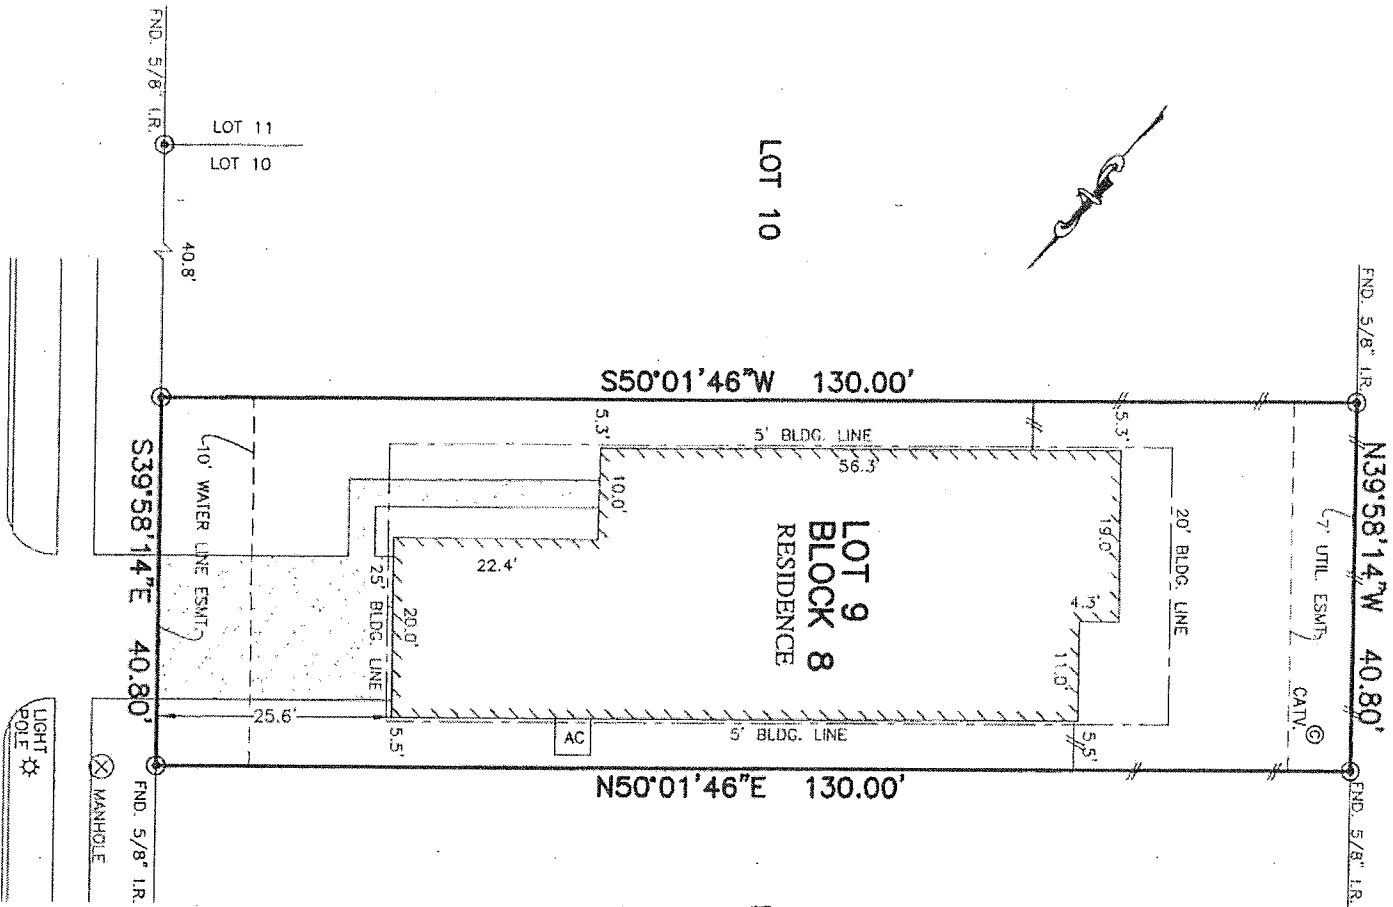 FND. 5/8" I.R.
LOT 11
LOT 10
40.8'
LOT 10
FND. 5/8" I.R.
S50°01'46"W 130.00'
N39°58'14"W 40.80'
5.3'
5' BLDG. LINE
5.3'
56.3'
10.0'
19.0'
20' BLDG. LINE
7' UTIL. ESMT.
S39°58'14"E 40.80'
10' WATER LINE ESMT.
22.4'
LOT 9
BLOCK 8
RESIDENCE
25' BLDG. LINE
20.0'
11.0'
25.6'
5.5'
AC
5' BLDG. LINE
5.5'
CATV.
©
N50°01'46"E 130.00'
LIGHT
POLE
MANHOLE
FND. 5/8" I.R.
FND. 5/8" I.R.